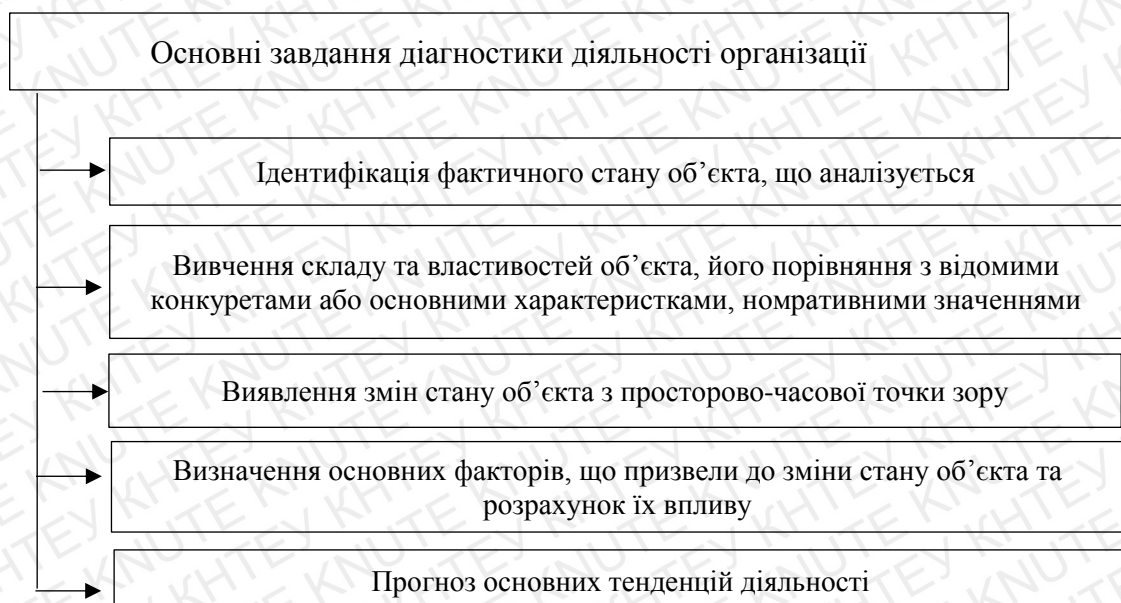 Основні завдання діагностики діяльності організації
Ідентифікація фактичного стану об’єкта, що аналізується
Вивчення складу та властивостей об’єкта, його порівняння з відомими
конкуретами або основними характеристками, номративними значеннями
Виявлення змін стану об’єкта з просторово-часової точки зору
Визначення основних факторів, що призвели до зміни стану об’єкта та
розрахунок їх впливу
Прогноз основних тенденцій діяльності